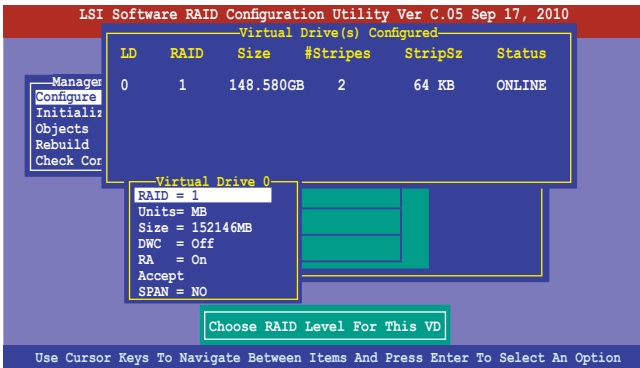 LSI Software RAID Configuration Utility Ver C.05 Sep 17, 2010
Virtual Drive(s) Configured
LD RAID Size #Stripes StripSz Status
0 1 148.580GB 2 64 KB ONLINE
Managem
Configure
Initializ
Objects
Rebuild
Check Con
Virtual Drive 0
RAID = 1
Units= MB
Size = 152146MB
DWC = Off
RA = On
Accept
SPAN = NO
Choose RAID Level For This VD
Use Cursor Keys To Navigate Between Items And Press Enter To Select An Option